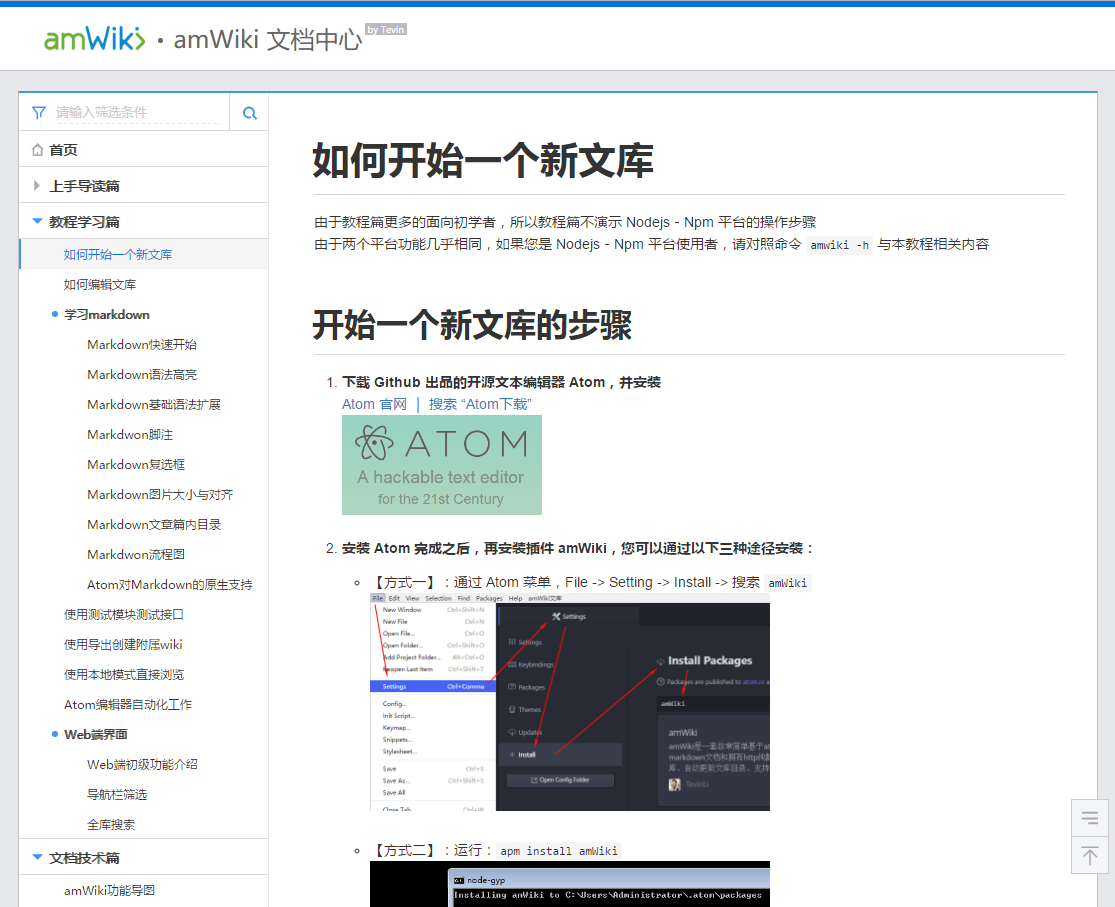 amWiki · amWiki 文档中心 by Tevin
请输入筛选条件
首页
上手导读篇
教程学习篇
如何开始一个新文库
如何编辑文库
学习markdown
Markdown快速开始
Markdown语法高亮
Markdown基础语法扩展
Markdwon脚注
Markdown复选框
Markdown图片大小与对齐
Markdown文章篇内目录
Markdwon流程图
Atom对Markdown的原生支持
使用测试模块测试接口
使用导出创建附属wiki
使用本地模式直接浏览
Atom编辑器自动化工作
Web端界面
Web端初级功能介绍
导航栏筛选
全库搜索
文档技术篇
amWiki功能导图
如何开始一个新文库
由于教程篇更多的面向初学者，所以教程篇不演示 Nodejs - Npm 平台的操作步骤
由于两个平台功能几乎相同，如果您是 Nodejs - Npm 平台使用者，请对照命令 amwiki -h 与本教程相关内容
开始一个新文库的步骤
1. 下载 Github 出品的开源文本编辑器 Atom，并安装
Atom 官网 │ 搜索 “Atom下载”
ATOM
A hackable text editor
for the 21st Century
2. 安装 Atom 完成之后，再安装插件 amWiki，您可以通过以下三种途径安装：
【方式一】：通过 Atom 菜单，File -> Setting -> Install -> 搜索 amWiki
File Edit View Selection Find Packages Help amWiki文库
New Window Ctrl+Shift+N
New File Ctrl+N
Open File... Ctrl+O
Open Folder... Ctrl+Shift+O
Add Project Folder... Alt+Ctrl+O
Reopen Last Item Ctrl+Shift+T
Settings Ctrl+Comma
Config...
Init Script...
Keymap...
Snippets...
Stylesheet...
Save Ctrl+S
Save As... Ctrl+Shift+S
Save All
Close Tab Ctrl+W
Settings
Settings
Keybindings
Packages
Themes
Updates
+ Install
Open Config Folder
Install Packages
Packages are published to atom.io a
amWiki
amWiki
amWiki是一套非常简单基于at
markdown文档和拥有http纯
库、自动更新文库目录、支持
TevinLi
【方式二】：运行： apm install amWiki
node-gyp
Installing amWiki to C:\Users\Administrator\.atom\packages